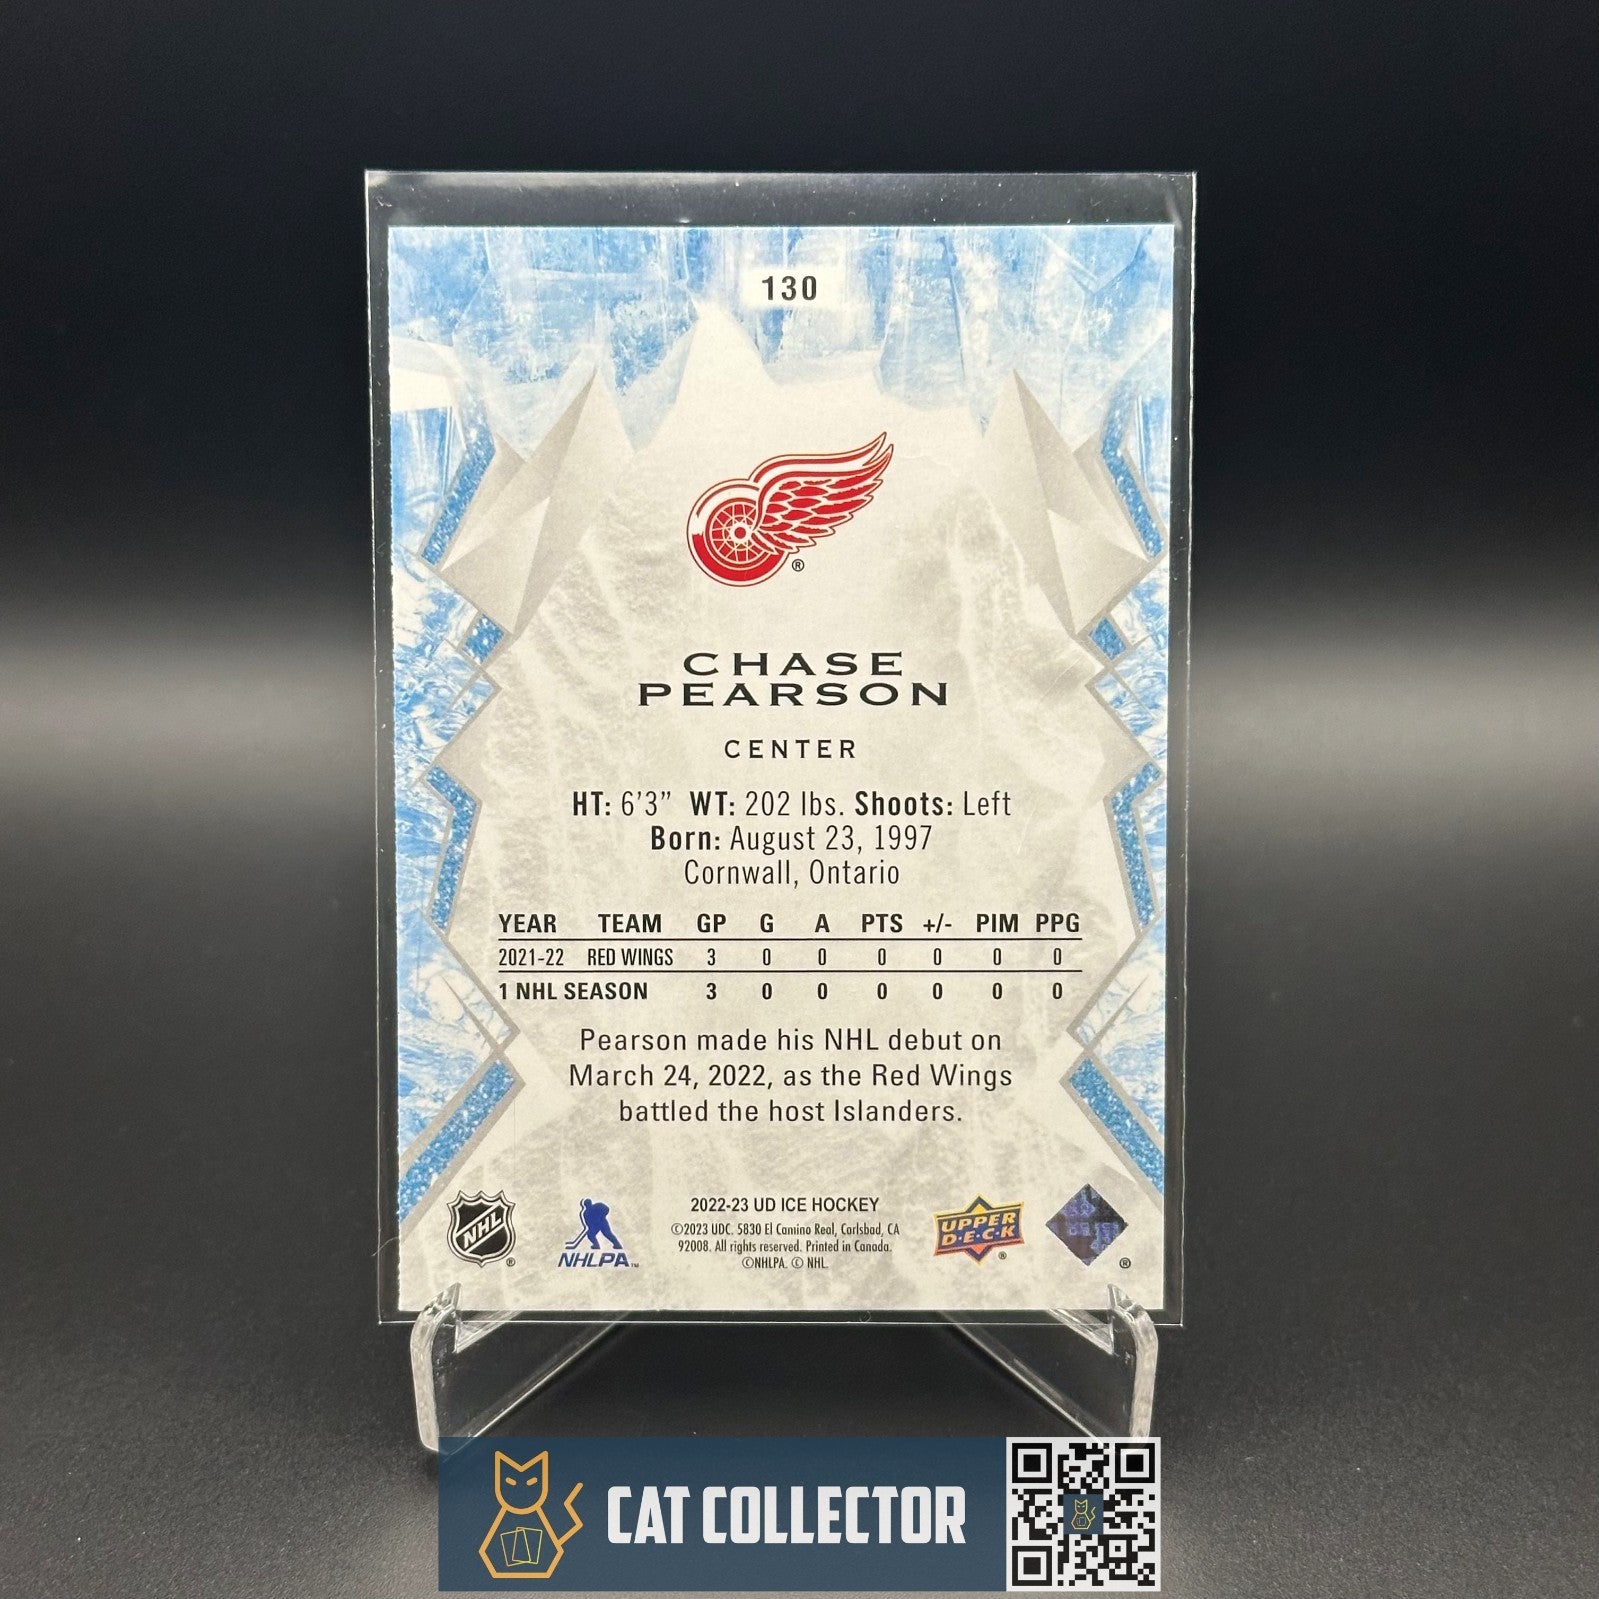 130
®
CHASE
PEARSON
CENTER
HT: 6'3" WT: 202 lbs. Shoots: Left
Born: August 23, 1997
Cornwall, Ontario
YEAR TEAM GP G A PTS +/- PIM PPG
2021-22 RED WINGS 3 0 0 0 0 0 0
1 NHL SEASON 3 0 0 0 0 0 0
Pearson made his NHL debut on
March 24, 2022, as the Red Wings
battled the host Islanders.
NHL ®
NHLPA™
2022-23 UD ICE HOCKEY
©2023 UDC. 5830 El Camino Real, Carlsbad, CA
92008. All rights reserved. Printed in Canada.
©NHLPA. © NHL.
UPPER
D·E·C·K
®
®
CAT COLLECTOR